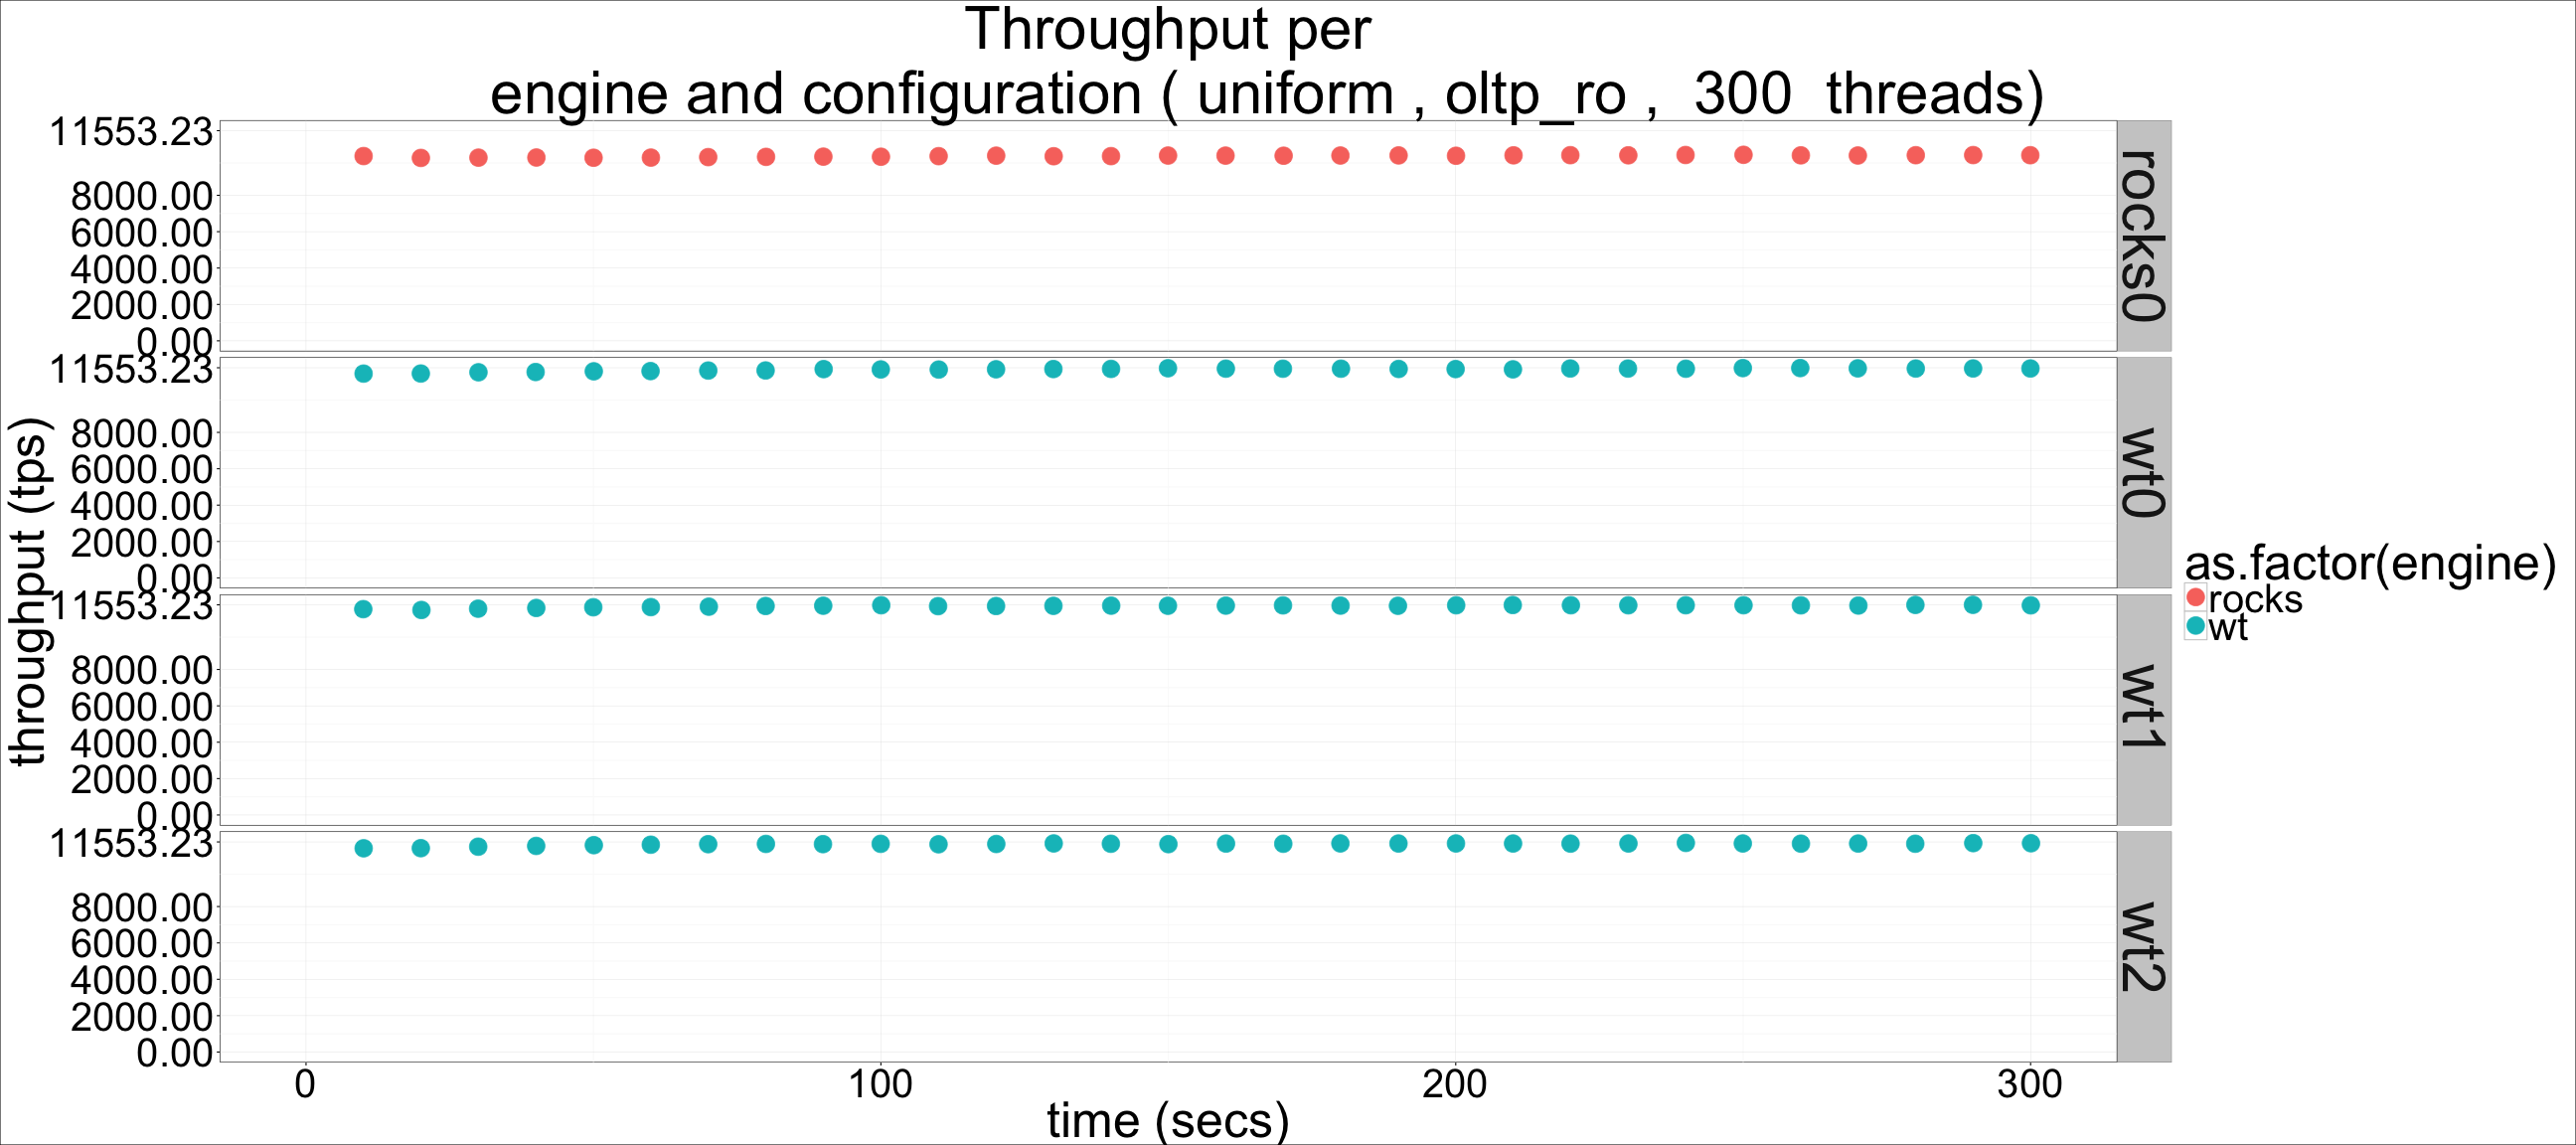 Throughput per
engine and configuration ( uniform , oltp_ro ,  300  threads)
throughput (tps)
11553.23
8000.00
6000.00
4000.00
2000.00
0.00
rocks0
11553.23
8000.00
6000.00
4000.00
2000.00
0.00
wt0
11553.23
8000.00
6000.00
4000.00
2000.00
0.00
wt1
11553.23
8000.00
6000.00
4000.00
2000.00
0.00
wt2
0 100 200 300
time (secs)
as.factor(engine)
rocks
wt